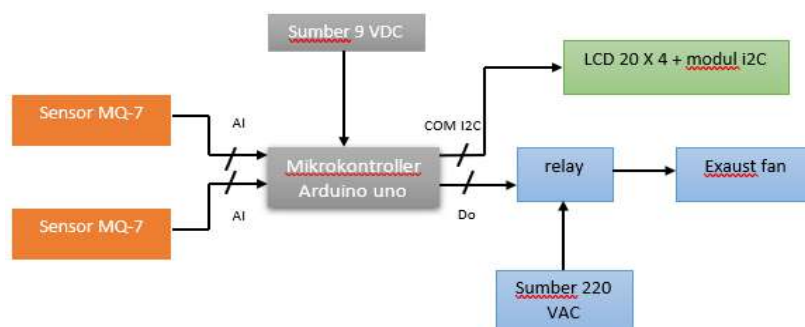 Sumber 9 VDC
LCD 20 X 4 + modul i2C
Sensor MQ-7
AI
COM I2C
Mikrokontroller
Arduino uno
relay
Exaust fan
Sensor MQ-7
AI
Do
Sumber 220
VAC